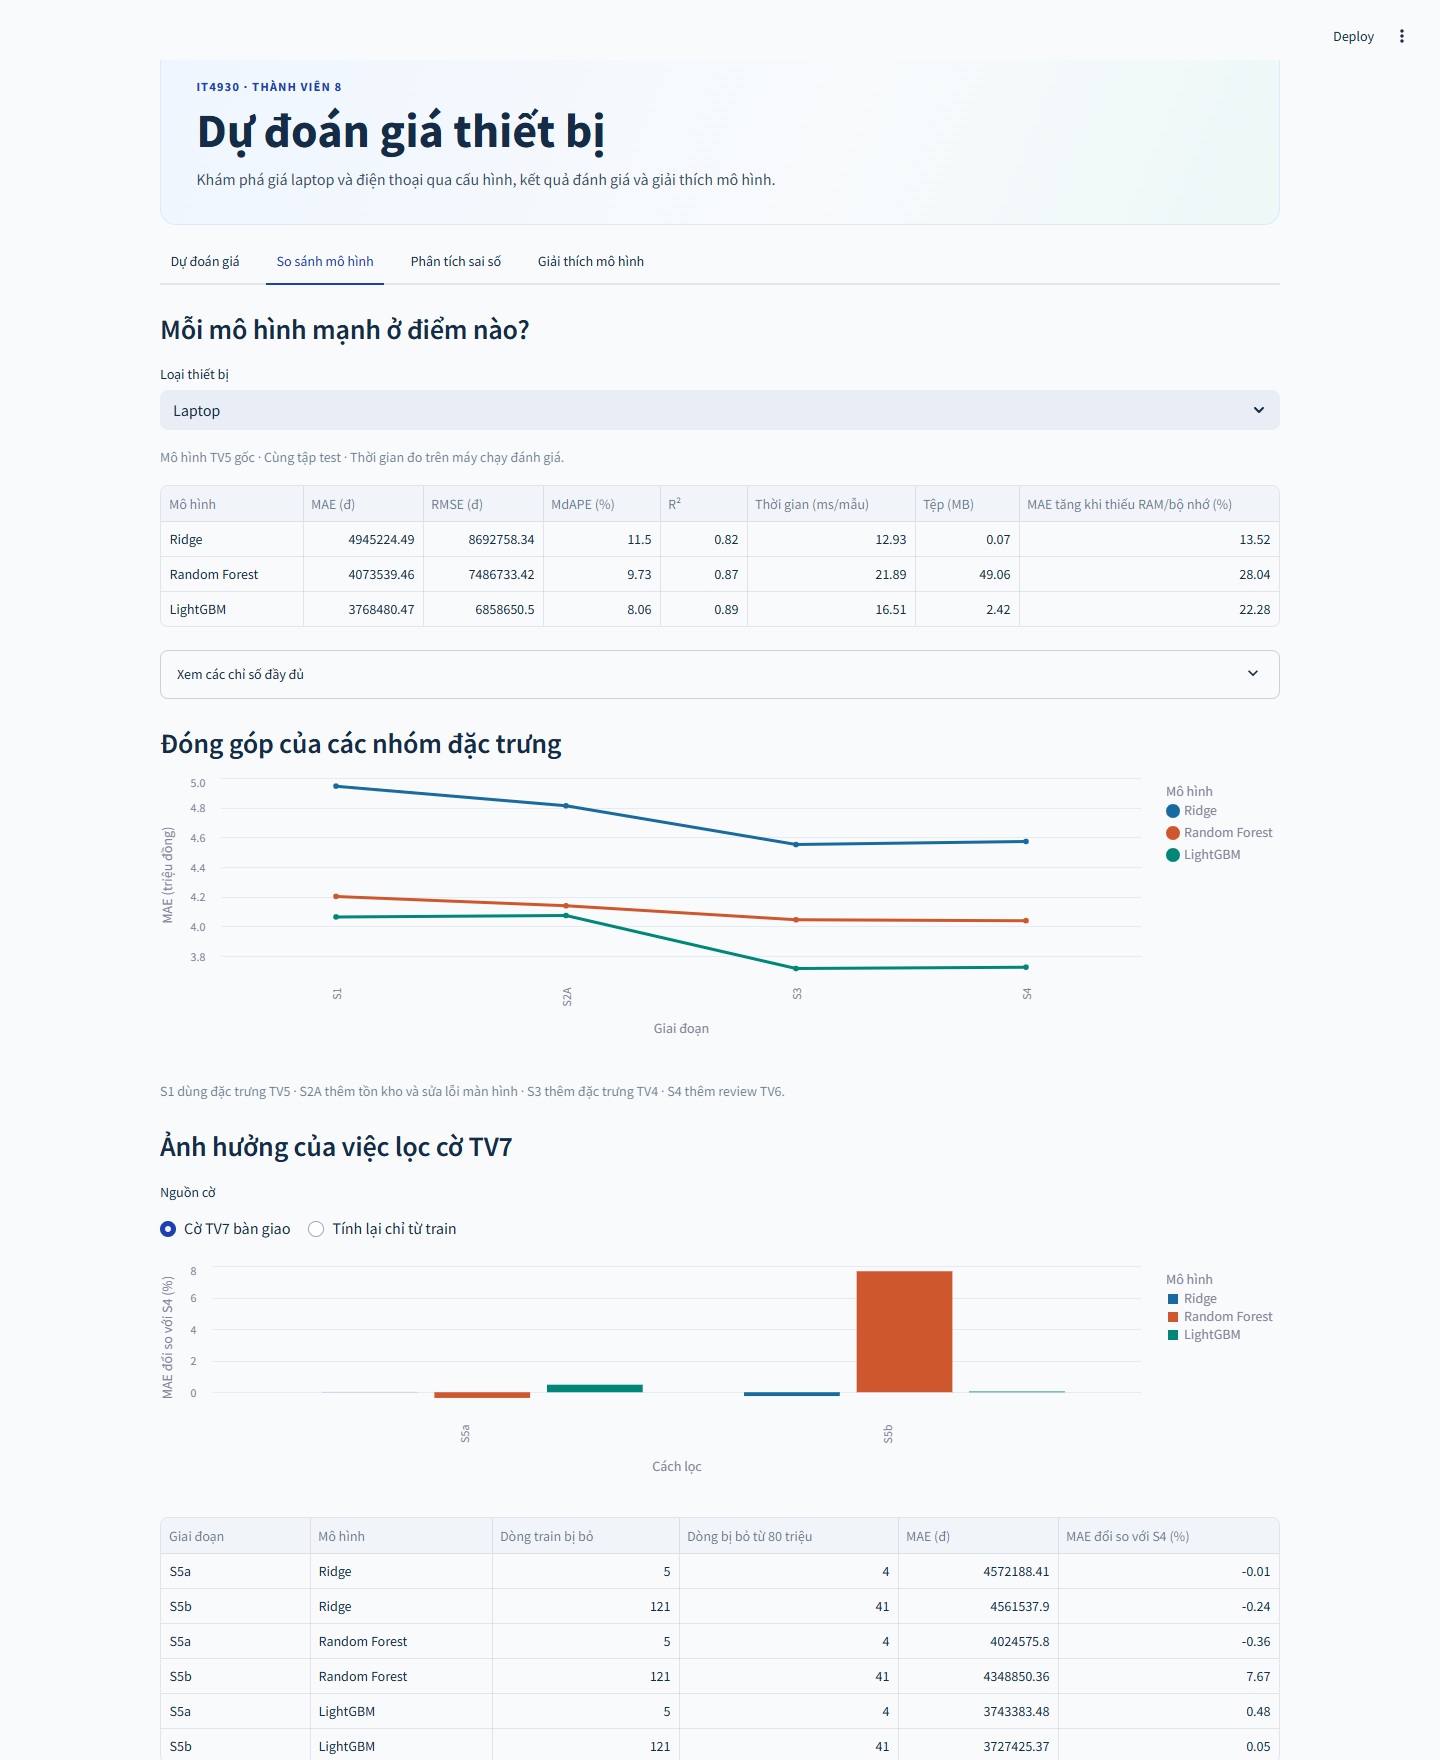 Deploy
IT4930 · THÀNH VIÊN 8
Dự đoán giá thiết bị
Khám phá giá laptop và điện thoại qua cấu hình, kết quả đánh giá và giải thích mô hình.
Dự đoán giá So sánh mô hình Phân tích sai số Giải thích mô hình
Mỗi mô hình mạnh ở điểm nào?
Loại thiết bị
Laptop
Mô hình TV5 gốc · Cùng tập test · Thời gian đo trên máy chạy đánh giá.
Mô hình MAE (đ) RMSE (đ) MdAPE (%) R² Thời gian (ms/mẫu) Tệp (MB) MAE tăng khi thiếu RAM/bộ nhớ (%)
Ridge 4945224.49 8692758.34 11.5 0.82 12.93 0.07 13.52
Random Forest 4073539.46 7486733.42 9.73 0.87 21.89 49.06 28.04
LightGBM 3768480.47 6858650.5 8.06 0.89 16.51 2.42 22.28
Xem các chỉ số đầy đủ
Đóng góp của các nhóm đặc trưng
MAE (triệu đồng)
5.0
4.8
4.6
4.4
4.2
4.0
3.8
S1 S2A S3 S4
Giai đoạn
Mô hình
Ridge
Random Forest
LightGBM
S1 dùng đặc trưng TV5 · S2A thêm tồn kho và sửa lỗi màn hình · S3 thêm đặc trưng TV4 · S4 thêm review TV6.
Ảnh hưởng của việc lọc cờ TV7
Nguồn cờ
Cờ TV7 bàn giao Tính lại chỉ từ train
MAE đổi so với S4 (%)
8
6
4
2
0
S5a S5b
Cách lọc
Mô hình
Ridge
Random Forest
LightGBM
Giai đoạn Mô hình Dòng train bị bỏ Dòng bị bỏ từ 80 triệu MAE (đ) MAE đổi so với S4 (%)
S5a Ridge 5 4 4572188.41 -0.01
S5b Ridge 121 41 4561537.9 -0.24
S5a Random Forest 5 4 4024575.8 -0.36
S5b Random Forest 121 41 4348850.36 7.67
S5a LightGBM 5 4 3743383.48 0.48
S5b LightGBM 121 41 3727425.37 0.05